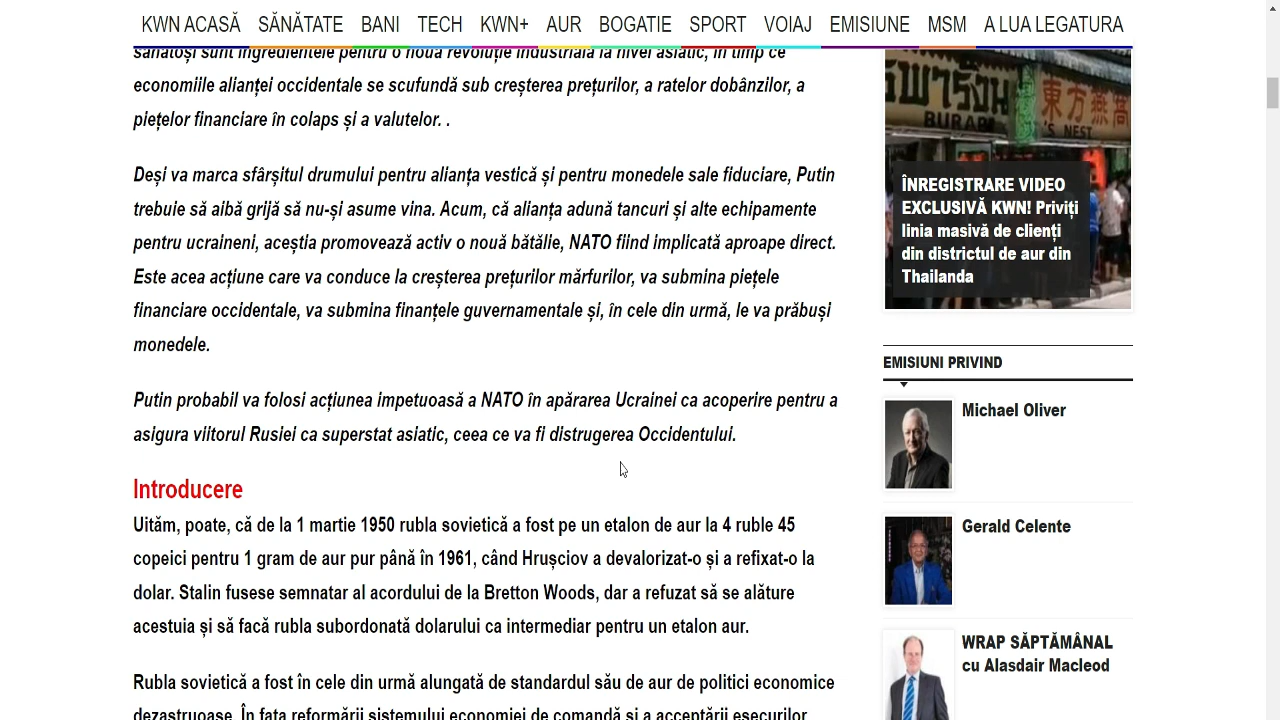 KWN ACASĂ SĂNĂTATE BANI TECH KWN+ AUR BOGATIE SPORT VOIAJ EMISIUNE MSM A LUA LEGATURA
sănătoși sunt ingredientele pentru o nouă revoluție industrială la nivel asiatic, în timp ce
economiile alianței occidentale se scufundă sub creșterea prețurilor, a ratelor dobânzilor, a
piețelor financiare în colaps și a valutelor. .
Deși va marca sfârșitul drumului pentru alianța vestică și pentru monedele sale fiduciare, Putin
trebuie să aibă grijă să nu-și asume vina. Acum, că alianța adună tancuri și alte echipamente
pentru ucraineni, aceștia promovează activ o nouă bătălie, NATO fiind implicată aproape direct.
Este acea acțiune care va conduce la creșterea prețurilor mărfurilor, va submina piețele
financiare occidentale, va submina finanțele guvernamentale și, în cele din urmă, le va prăbuși
monedele.
Putin probabil va folosi acțiunea impetuoasă a NATO în apărarea Ucrainei ca acoperire pentru a
asigura viitorul Rusiei ca superstat asiatic, ceea ce va fi distrugerea Occidentului.
Introducere
Uităm, poate, că de la 1 martie 1950 rubla sovietică a fost pe un etalon de aur la 4 ruble 45
copeici pentru 1 gram de aur pur până în 1961, când Hrușciov a devalorizat-o și a refixat-o la
dolar. Stalin fusese semnatar al acordului de la Bretton Woods, dar a refuzat să se alăture
acestuia și să facă rubla subordonată dolarului ca intermediar pentru un etalon aur.
Rubla sovietică a fost în cele din urmă alungată de standardul său de aur de politici economice
dezastruoase. În fața reformării sistemului economiei de comandă și a acceptării eșecurilor
東方燕窩
'S NEST
ÎNREGISTRARE VIDEO
EXCLUSIVĂ KWN! Priviți
linia masivă de clienți
din districtul de aur din
Thailanda
EMISIUNI PRIVIND
Michael Oliver
Gerald Celente
WRAP SĂPTĂMÂNAL
cu Alasdair Macleod